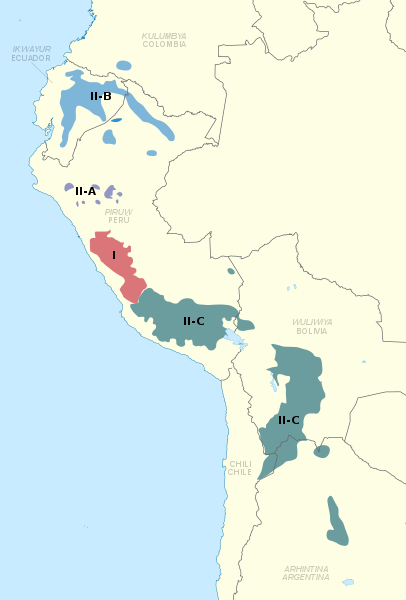 KULUMBYA
COLOMBIA
IKWAYUR
ECUADOR
II-B
II-A
PIRUW
PERU
I
II-C
WULIWIYA
BOLIVIA
II-C
CHILI
CHILE
ARHINTINA
ARGENTINA